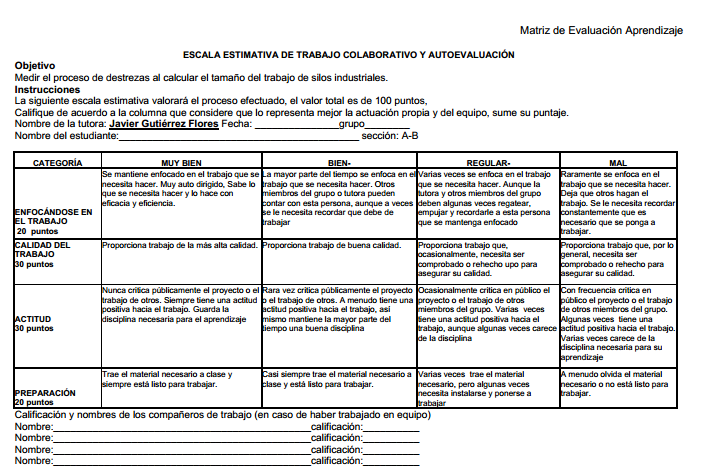 Matriz de Evaluación Aprendizaje
ESCALA ESTIMATIVA DE TRABAJO COLABORATIVO Y AUTOEVALUACIÓN
Objetivo
Medir el proceso de destrezas al calcular el tamaño del trabajo de silos industriales.
Instrucciones
La siguiente escala estimativa valorará el proceso efectuado, el valor total es de 100 puntos,
Califique de acuerdo a la columna que considere que lo representa mejor la actuación propia y del equipo, sume su puntaje.
Nombre de la tutora: Javier Gutiérrez Flores Fecha: ________________grupo________
Nombre del estudiante:______________________________________________ sección: A-B
CATEGORÍA
MUY BIEN
BIEN-
REGULAR-
MAL
ENFOCÁNDOSE EN
EL TRABAJO
20 puntos
Se mantiene enfocado en el trabajo que se
necesita hacer. Muy auto dirigido, Sabe lo
que se necesita hacer y lo hace con
eficacia y eficiencia.
La mayor parte del tiempo se enfoca en el
trabajo que se necesita hacer. Otros
miembros del grupo o tutora pueden
contar con esta persona, aunque a veces
se le necesita recordar que debe de
trabajar
Varias veces se enfoca en el trabajo
que se necesita hacer. Aunque la
tutora y miembros del grupo
deben algunas veces regatear,
empujar y recordarle a esta persona
que se mantenga enfocado
Raramente se enfoca en el trabajo
que se necesita hacer.
Deja que otros hagan el
trabajo. Se le necesita recordar
constantemente que es
necesario que se ponga a
trabajar.
CALIDAD DEL
TRABAJO
30 puntos
Proporciona trabajo de la más alta calidad.
Proporciona trabajo de buena calidad.
Proporciona trabajo que,
ocasionalmente, necesita ser
comprobado o rehecho upo para
asegurar su calidad.
Proporciona trabajo que, por lo
general, necesita ser
comprobado o rehecho para
asegurar su calidad.
ACTITUD
30 puntos
Nunca critica públicamente el proyecto o el
trabajo de otros. Siempre tiene una actitud
positiva hacia el trabajo. Guarda la
disciplina necesaria para el aprendizaje
Rara vez critica públicamente el proyecto
o el trabajo de otros. A menudo tiene una
actitud positiva hacia el trabajo, así
mismo mantiene la mayor parte del
tiempo una buena disciplina
Ocasionalmente critica en público el
proyecto o el trabajo de otros
miembros del grupo. Varias veces
tiene una actitud positiva hacia el
trabajo, aunque algunas veces carece
de la disciplina
Con frecuencia critica en
público el proyecto o el trabajo
de otros miembros del grupo.
Algunas veces tiene una
actitud positiva hacia el trabajo.
Varias veces carece de la
disciplina necesaria para su
aprendizaje
PREPARACIÓN
20 puntos
Trae el material necesario a clase y
siempre está listo para trabajar.
Casi siempre trae el material necesario a
clase y está listo para trabajar.
Varias veces trae el material
necesario, pero algunas veces
necesita instalarse y ponerse a
trabajar
A menudo olvida el material
necesario o no está listo para
trabajar.
Calificación y nombres de los compañeros de trabajo (en caso de haber trabajado en equipo)
Nombre:______________________________________________calificación:__________
Nombre:______________________________________________calificación:__________
Nombre:______________________________________________calificación:__________
Nombre:______________________________________________calificación:__________